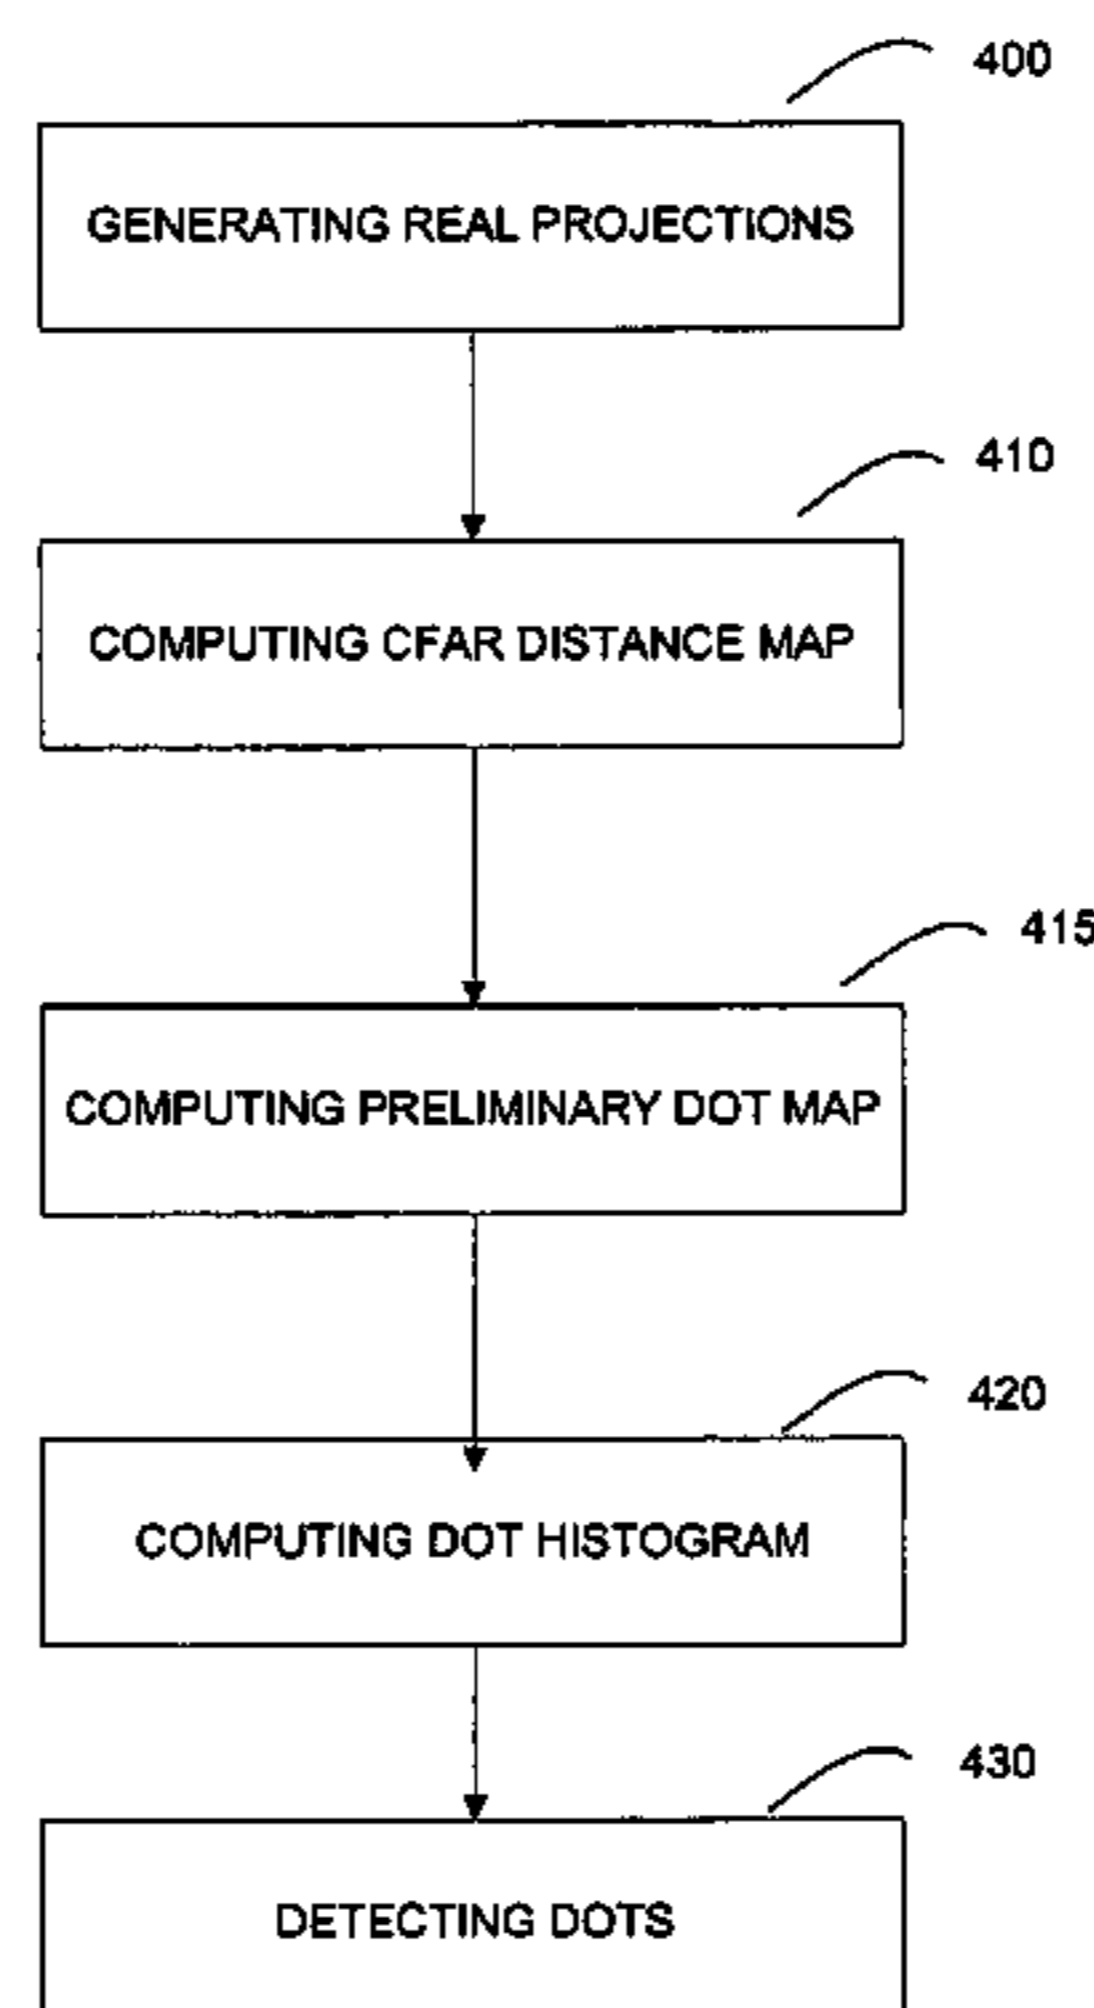 400
GENERATING REAL PROJECTIONS
410
COMPUTING CFAR DISTANCE MAP
415
COMPUTING PRELIMINARY DOT MAP
420
COMPUTING DOT HISTOGRAM
430
DETECTING DOTS